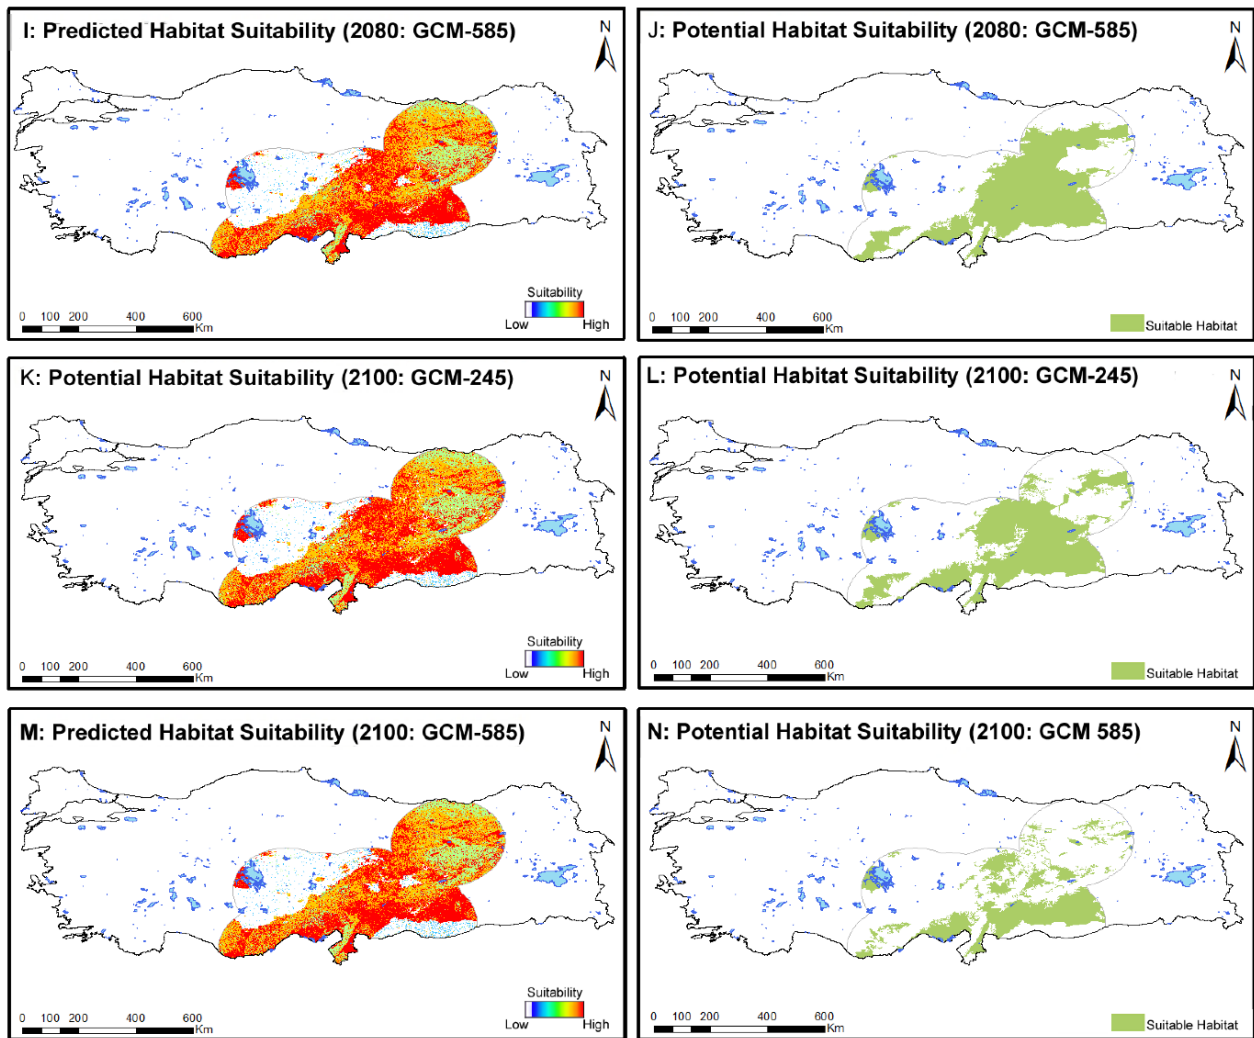 I: Predicted Habitat Suitability (2080: GCM-585)
N
Suitability
Low High
0 100 200 400 600
Km
J: Potential Habitat Suitability (2080: GCM-585)
N
0 100 200 400 600
Km
Suitable Habitat
K: Potential Habitat Suitability (2100: GCM-245)
N
Suitability
Low High
0 100 200 400 600
Km
L: Potential Habitat Suitability (2100: GCM-245)
N
0 100 200 400 600
Km
Suitable Habitat
M: Predicted Habitat Suitability (2100: GCM-585)
N
Suitability
Low High
0 100 200 400 600
Km
N: Potential Habitat Suitability (2100: GCM 585)
N
0 100 200 400 600
Km
Suitable Habitat